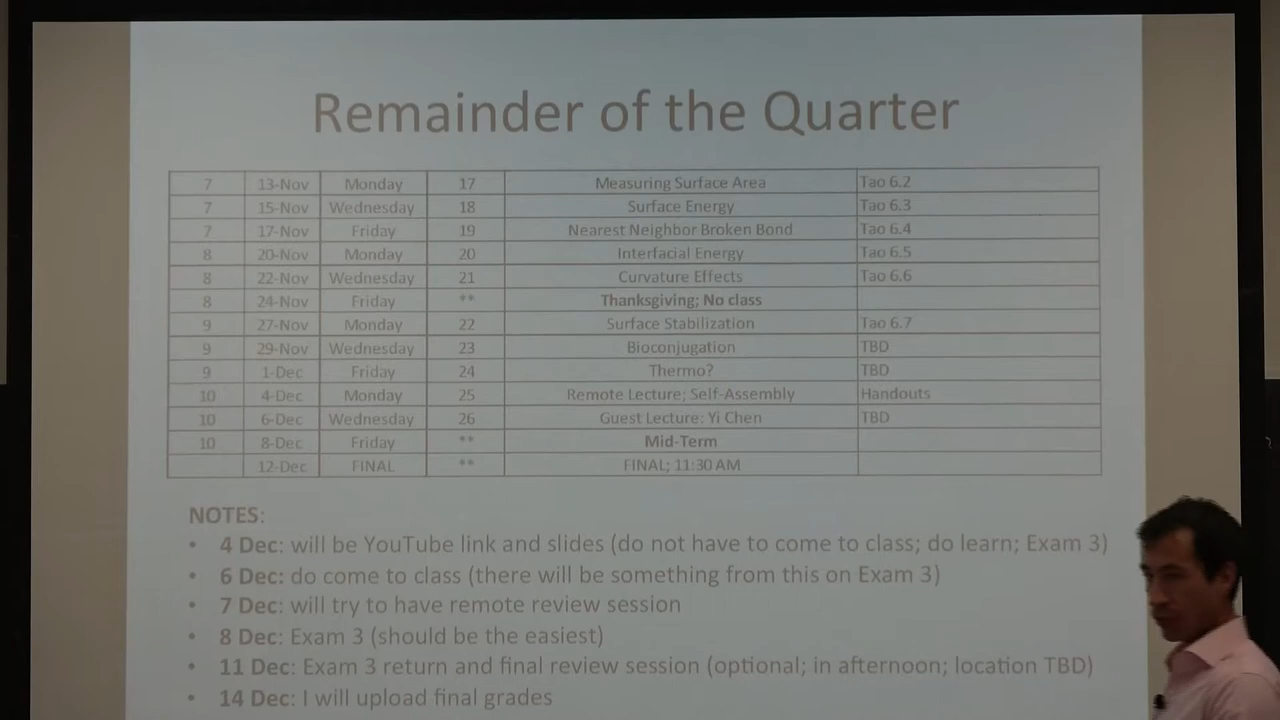 Remainder of the Quarter
7 13-Nov Monday 17 Measuring Surface Area Tao 6.2
7 15-Nov Wednesday 18 Surface Energy Tao 6.3
7 17-Nov Friday 19 Nearest Neighbor Broken Bond Tao 6.4
8 20-Nov Monday 20 Interfacial Energy Tao 6.5
8 22-Nov Wednesday 21 Curvature Effects Tao 6.6
8 24-Nov Friday ** Thanksgiving; No class
9 27-Nov Monday 22 Surface Stabilization Tao 6.7
9 29-Nov Wednesday 23 Bioconjugation TBD
9 1-Dec Friday 24 Thermo? TBD
10 4-Dec Monday 25 Remote Lecture; Self-Assembly Handouts
10 6-Dec Wednesday 26 Guest Lecture: Yi Chen TBD
10 8-Dec Friday ** Mid-Term
12-Dec FINAL ** FINAL; 11:30 AM
NOTES:
• 4 Dec: will be YouTube link and slides (do not have to come to class; do learn; Exam 3)
• 6 Dec: do come to class (there will be something from this on Exam 3)
• 7 Dec: will try to have remote review session
• 8 Dec: Exam 3 (should be the easiest)
• 11 Dec: Exam 3 return and final review session (optional; in afternoon; location TBD)
• 14 Dec: I will upload final grades